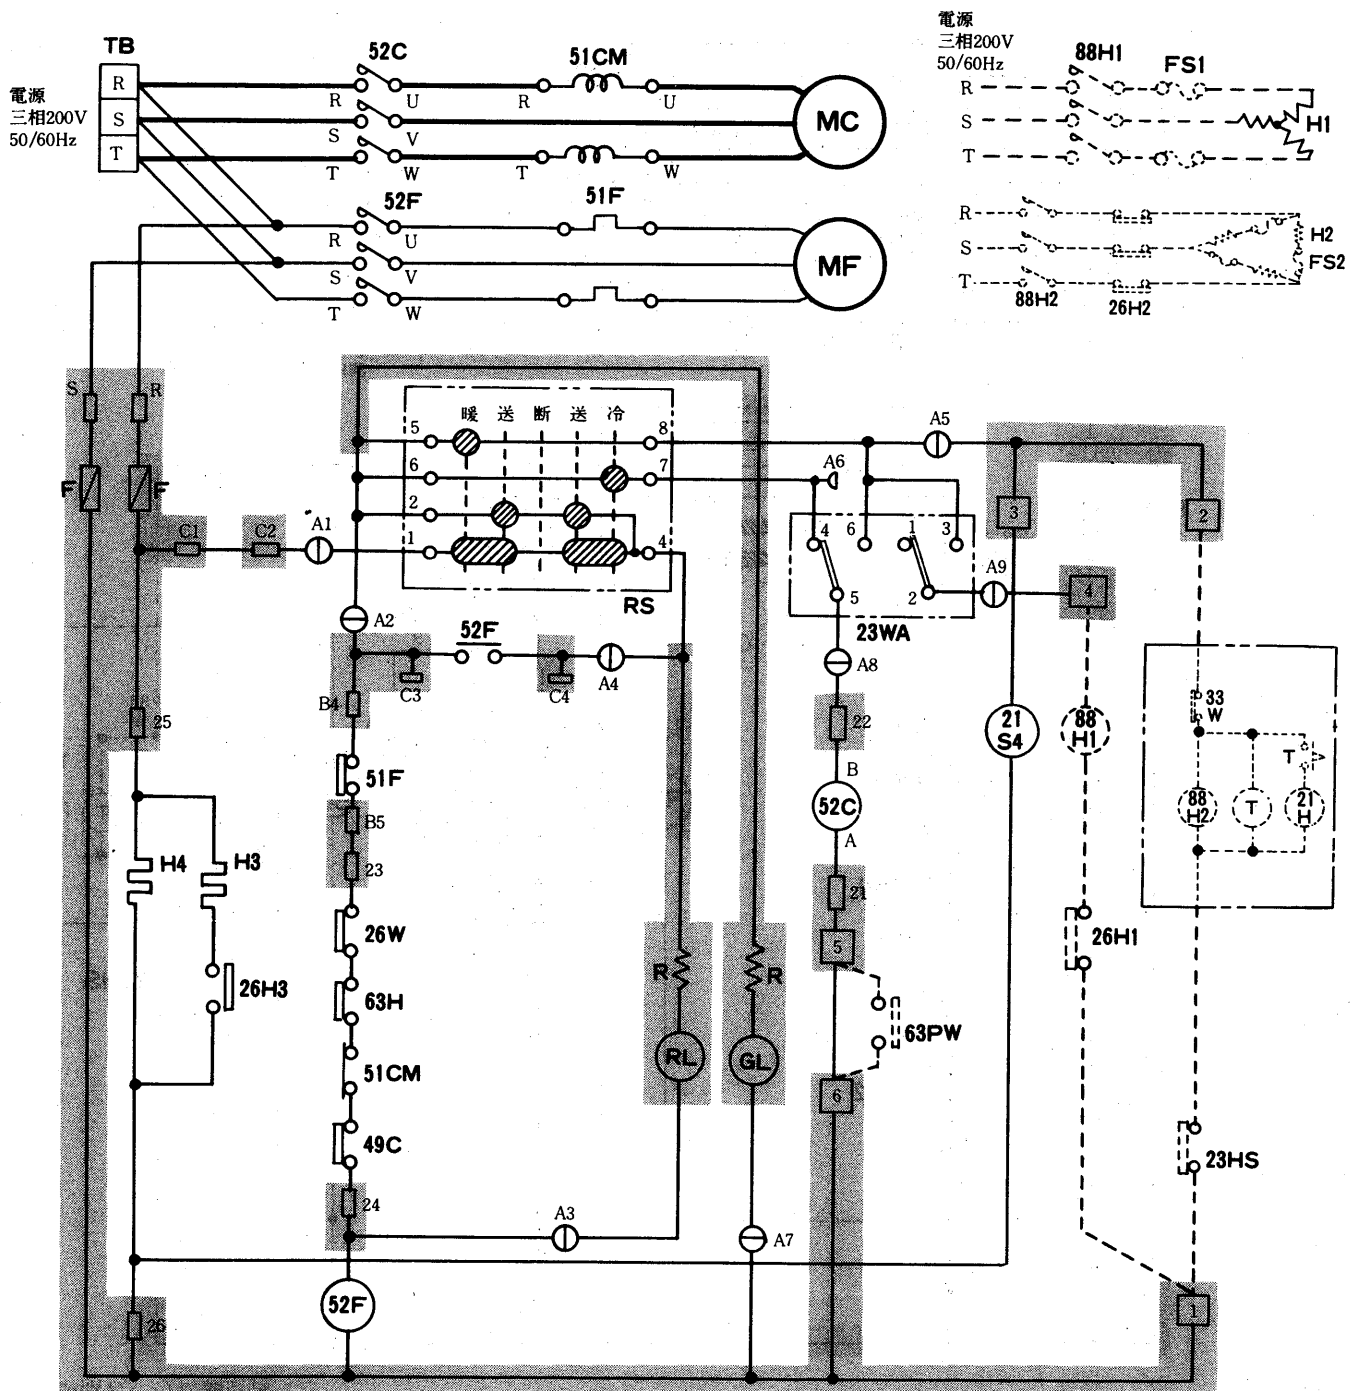 TB
電源
三相200V
50/60Hz
R
S
T
52C
R
U
S
V
T
W
51CM
R
U
T
W
MC
52F
R
U
S
V
T
W
51F
MF
電源
三相200V
50/60Hz
R
S
T
88H1
FS1
H1
R
S
T
88H2
26H2
H2
FS2
S
R
F
F
C1
C2
A1
暖 送 断 送 冷
5
8
6
7
2
1
4
RS
A2
52F
C3
C4
A4
B4
A5
A6
4
6
1
3
5
2
23WA
A9
A8
3
2
4
25
22
B
52C
A
21
5
63PW
6
21
S4
88
H1
33
W
T
88
H2
T
21
H
51F
B5
23
H4
H3
26H3
26W
63H
51CM
49C
24
A3
R
RL
R
GL
A7
26H1
23HS
52F
26
1